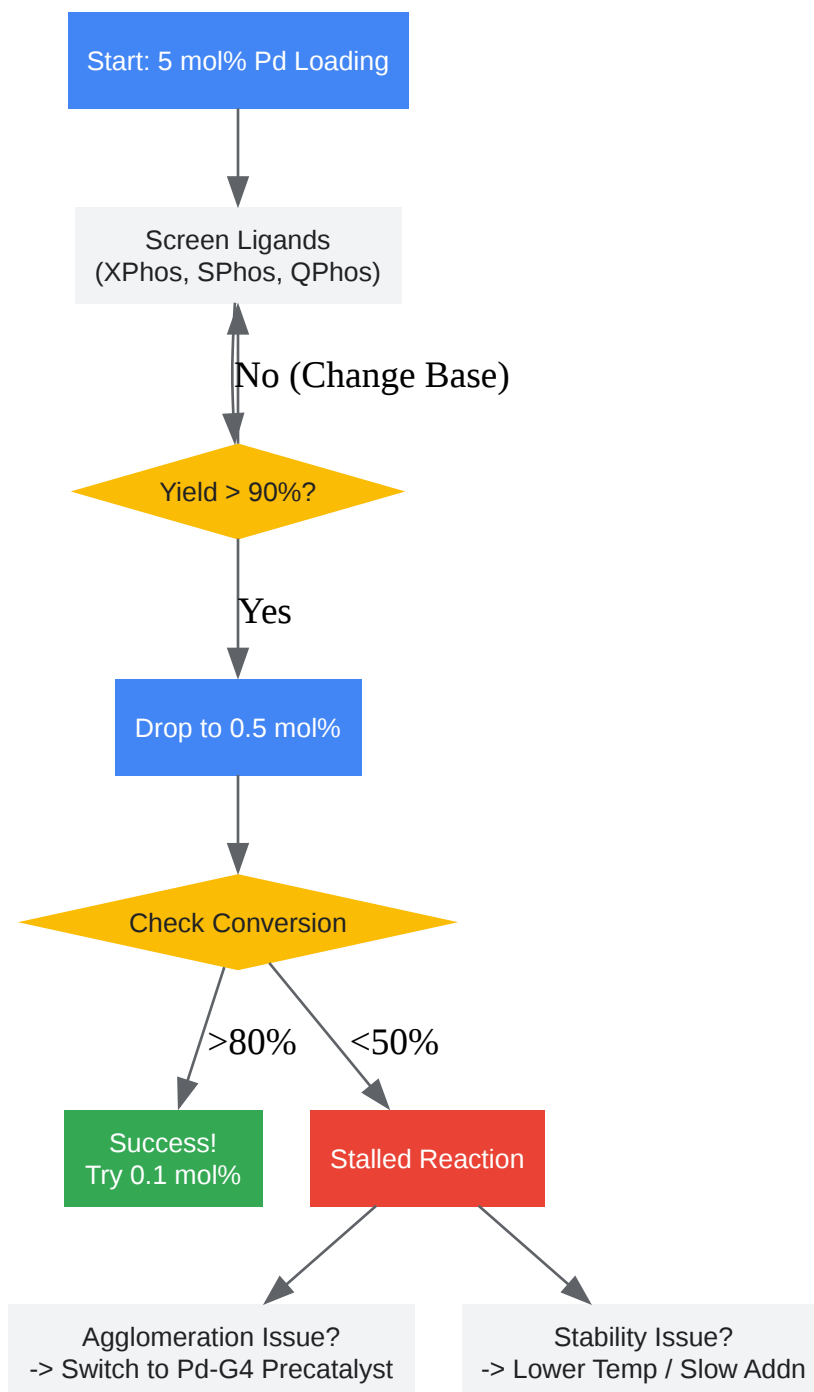 Start: 5 mol% Pd Loading
Screen Ligands
(XPhos, SPhos, QPhos)
No (Change Base)
Yield > 90%?
Yes
Drop to 0.5 mol%
Check Conversion
>80%
<50%
Success!
Try 0.1 mol%
Stalled Reaction
Agglomeration Issue?
-> Switch to Pd-G4 Precatalyst
Stability Issue?
-> Lower Temp / Slow Addn